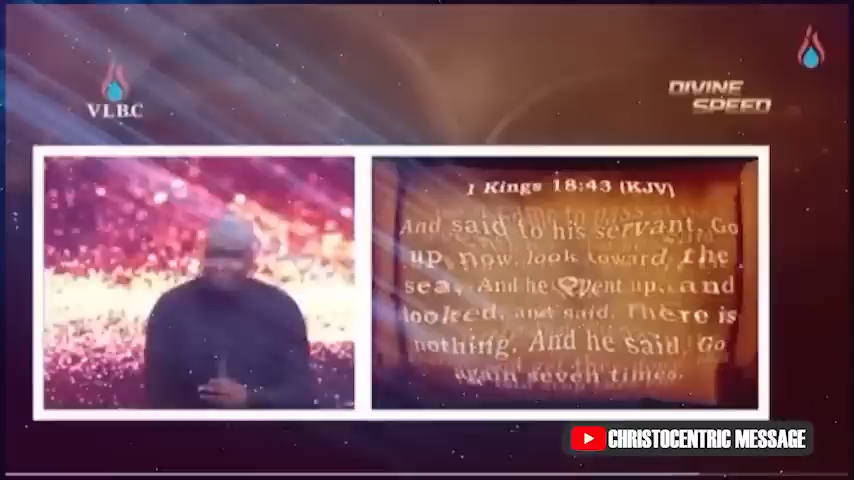 VLBC
DIVINE
SPEED
1 Kings 18:43 (KJV)
And said to his servant, Go
up now, look toward the
sea. And he went up, and
looked, and said, There is
nothing. And he said, Go
again seven times.
CHRISTOCENTRIC MESSAGE